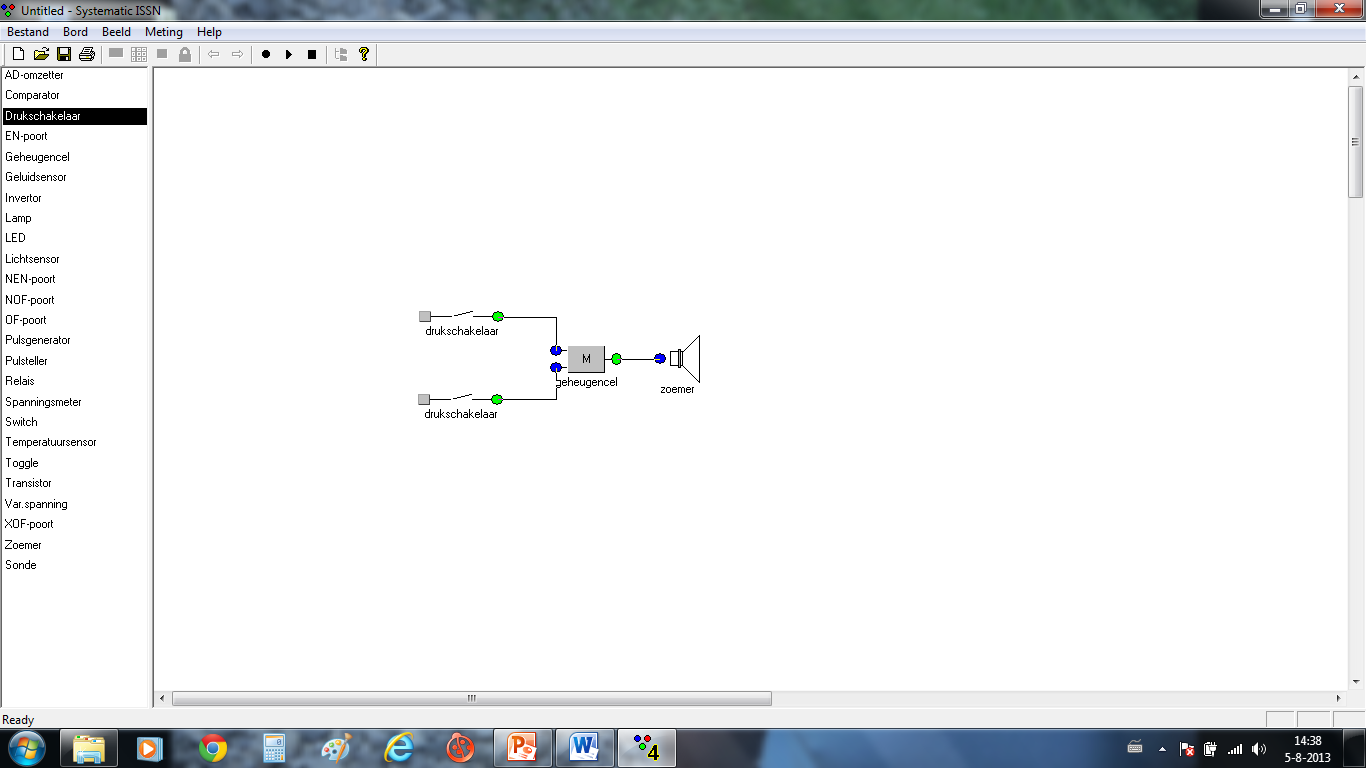 Untitled - Systematic ISSN
Bestand Bord Beeld Meting Help
AD-omzetter
Comparator
Drukschakelaar
EN-poort
Geheugencel
Geluidsensor
Invertor
Lamp
LED
Lichtsensor
NEN-poort
NOF-poort
OF-poort
Pulsgenerator
Pulsteller
Relais
Spanningsmeter
Switch
Temperatuursensor
Toggle
Transistor
Var.spanning
XOF-poort
Zoemer
Sonde
drukschakelaar
M
geheugencel
zoemer
drukschakelaar
Ready
4
14:38
5-8-2013